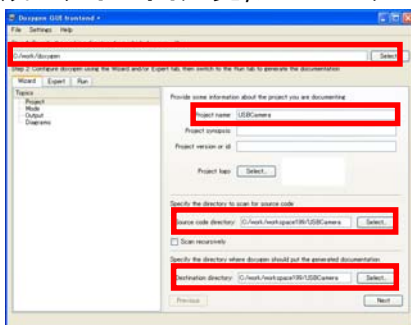 Doxygen GUI frontend +
File Settings Help
C:/work/doxygen
Select...
Step 2: Configure doxygen using the Wizard and/or Expert tab, then switch to the Run tab to generate the documentation
Wizard Expert Run
Topics
Project
Mode
Output
Diagrams
Provide some information about the project you are documenting
Project name: USBCamera
Project synopsis:
Project version or id:
Project logo: Select...
Specify the directory to scan for source code
Source code directory: C:/work/workspace199/USBCamera Select...
Scan recursively
Specify the directory where doxygen should put the generated documentation
Destination directory: C:/work/workspace199/USBCamera Select...
Previous Next